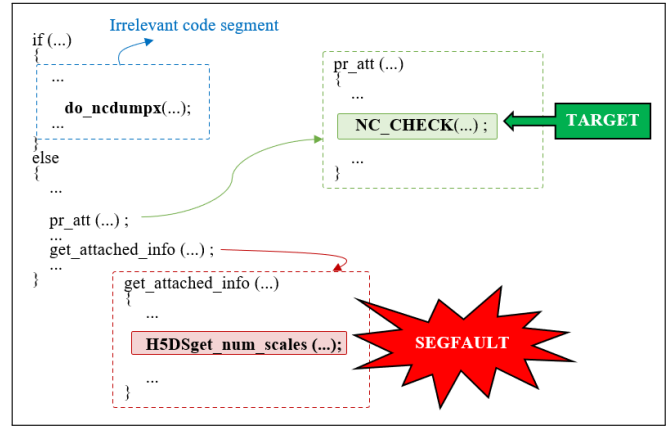 Irrelevant code segment
if (...)
{
...
do_ncdumpx(...);
...
}
else
{
...
pr_att (...) ;
...
get_attached_info (...) ;
...
}
pr_att (...)
{
...
NC_CHECK(...) ;
...
}
TARGET
get_attached_info (...)
{
...
H5DSget_num_scales (...);
...
}
SEGFAULT